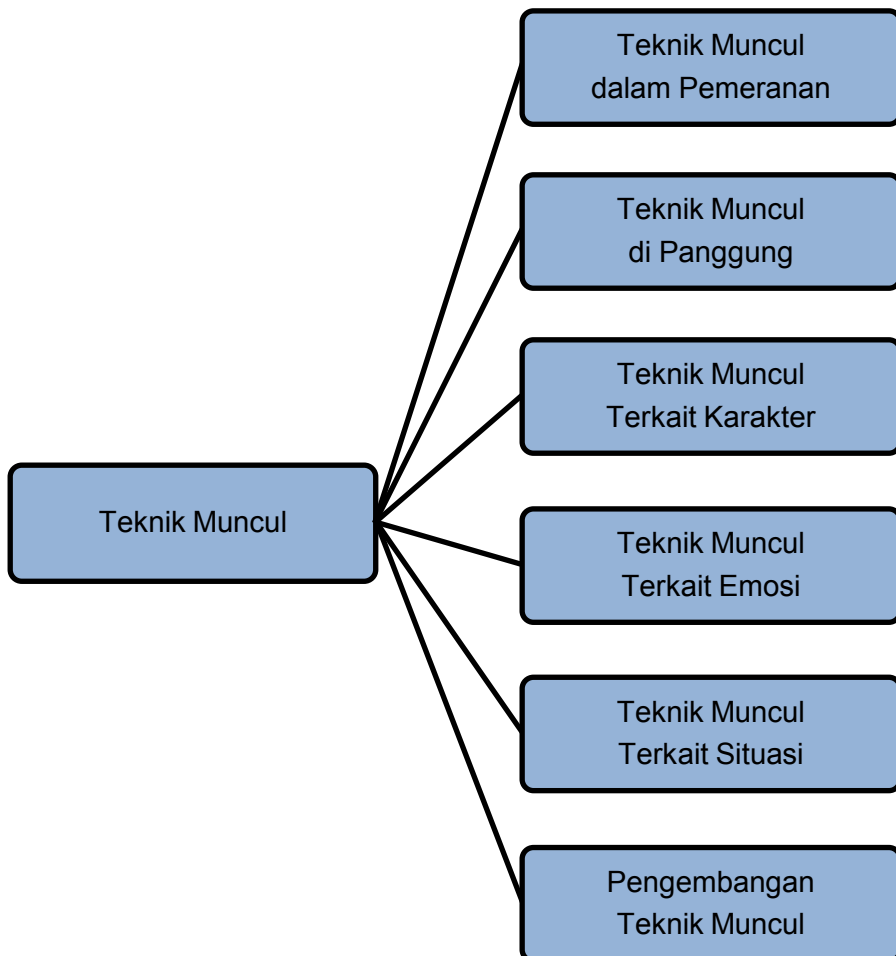 Teknik Muncul
dalam Pemeranan
Teknik Muncul
di Panggung
Teknik Muncul
Terkait Karakter
Teknik Muncul
Teknik Muncul
Terkait Emosi
Teknik Muncul
Terkait Situasi
Pengembangan
Teknik Muncul